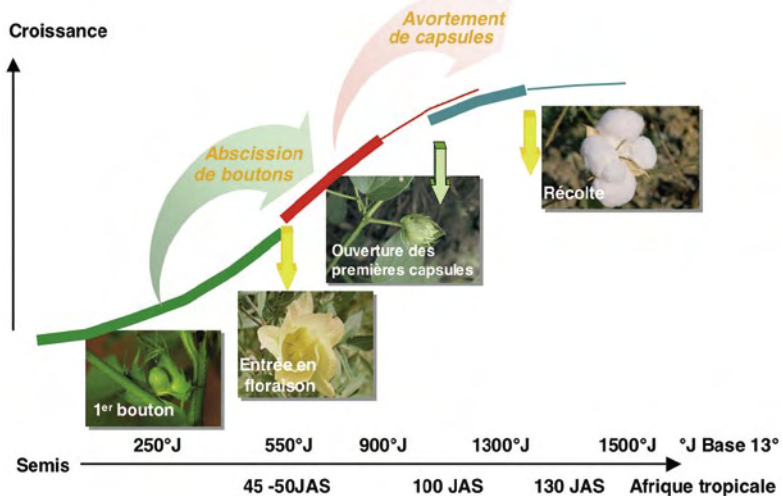 Croissance
Avortement
de capsules
Abscission
de boutons
Récolte
Ouverture des
premières capsules
Entrée en
floraison
1er bouton
250°J 550°J 900°J 1300°J 1500°J °J Base 13°
Semis
45 -50JAS 100 JAS 130 JAS Afrique tropicale